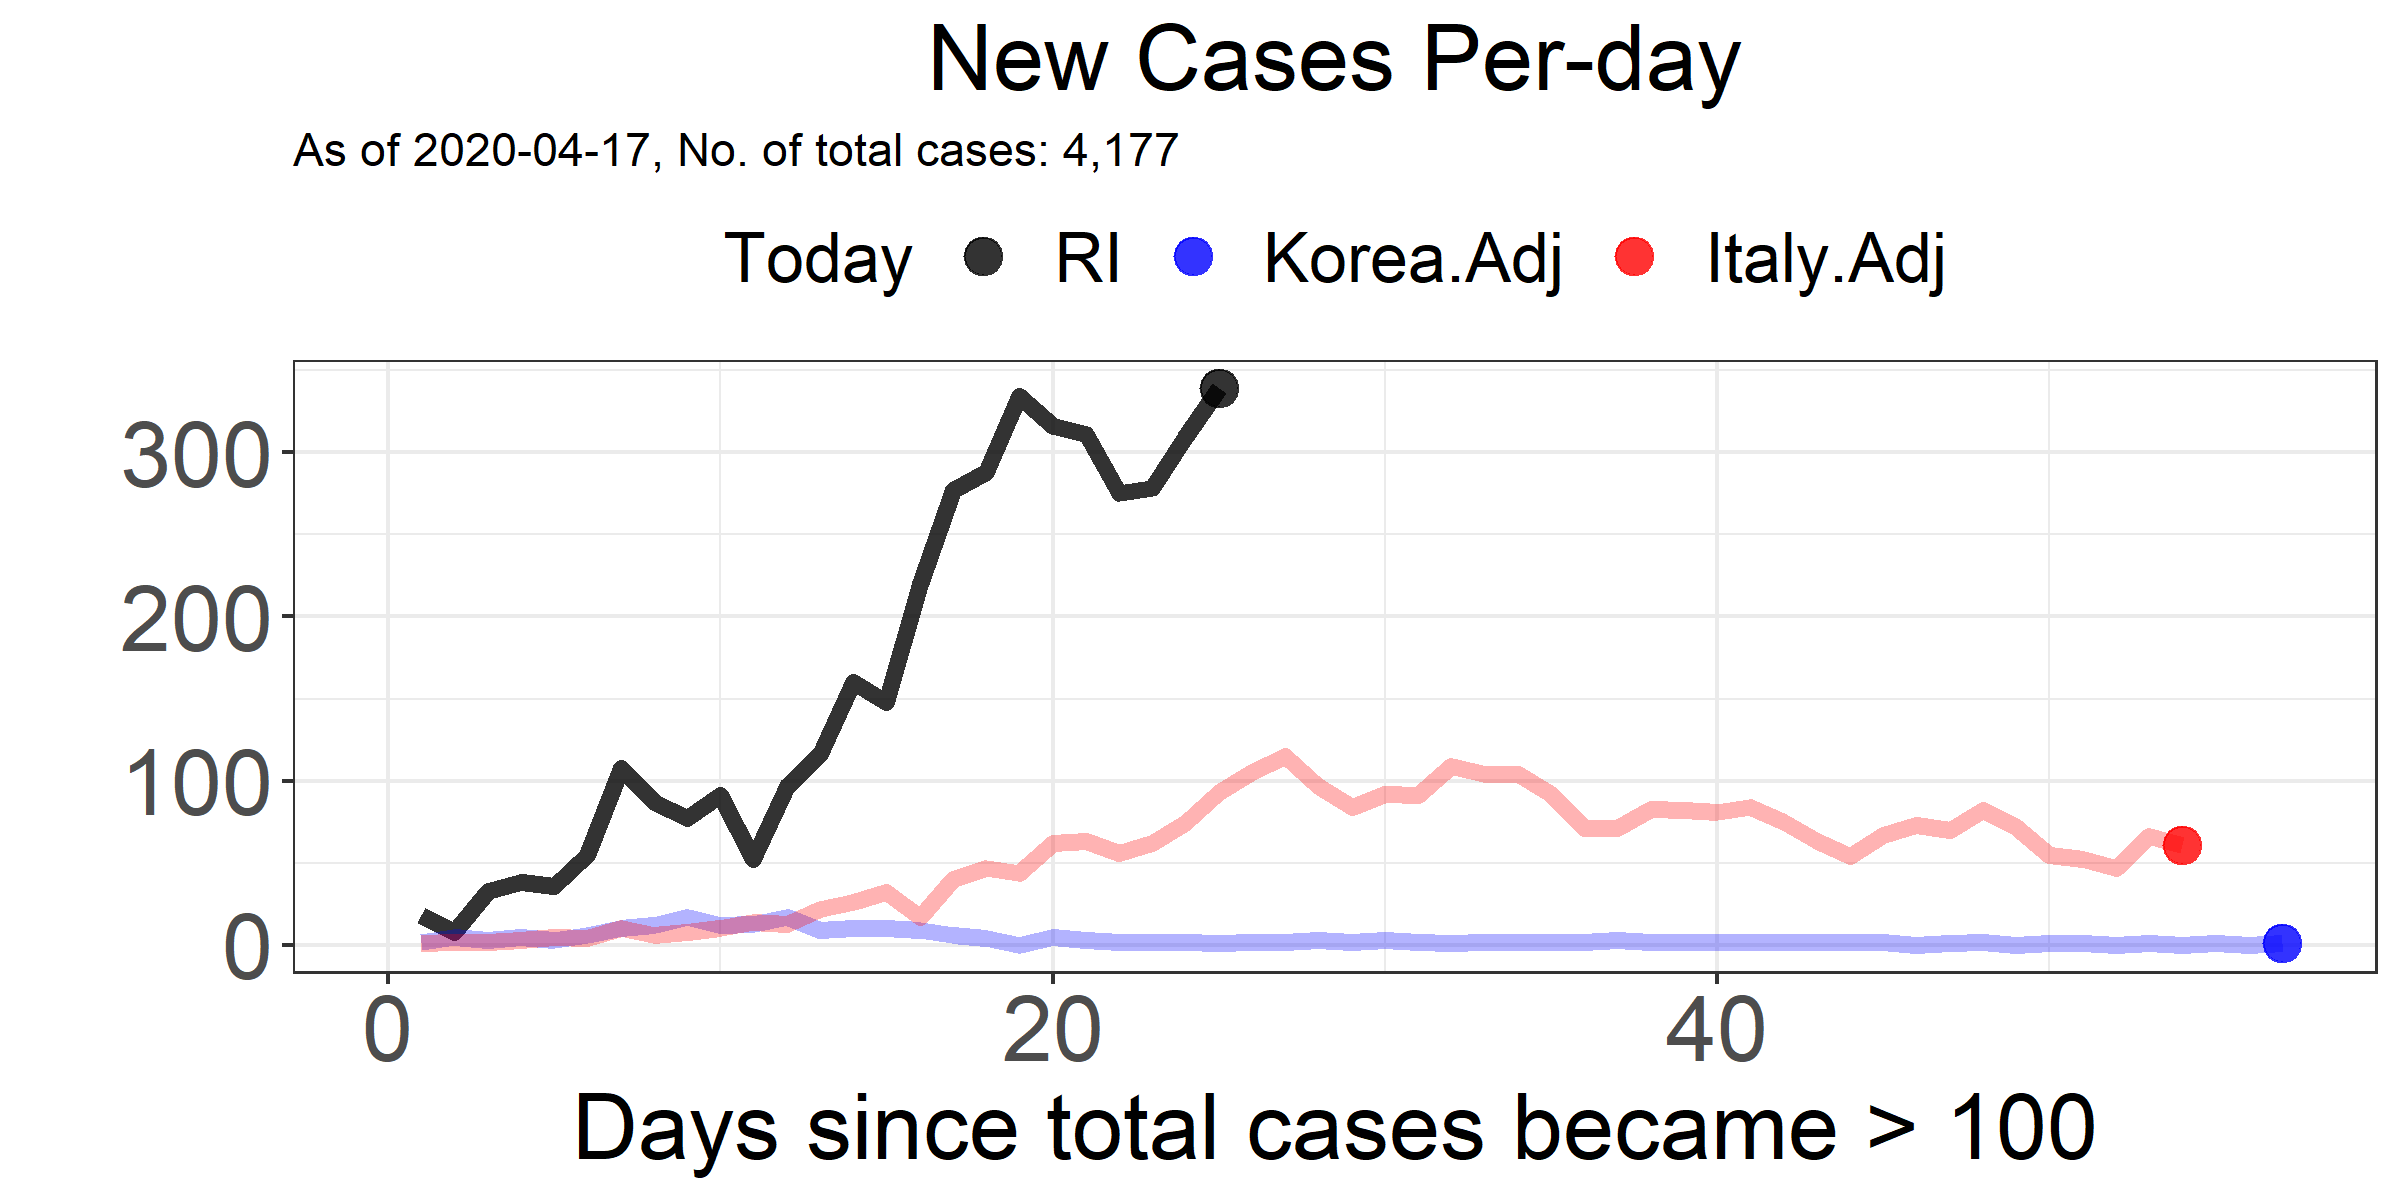 New Cases Per-day
As of 2020-04-17, No. of total cases: 4,177
Today RI Korea.Adj Italy.Adj
300
200
100
0
0 20 40
Days since total cases became > 100